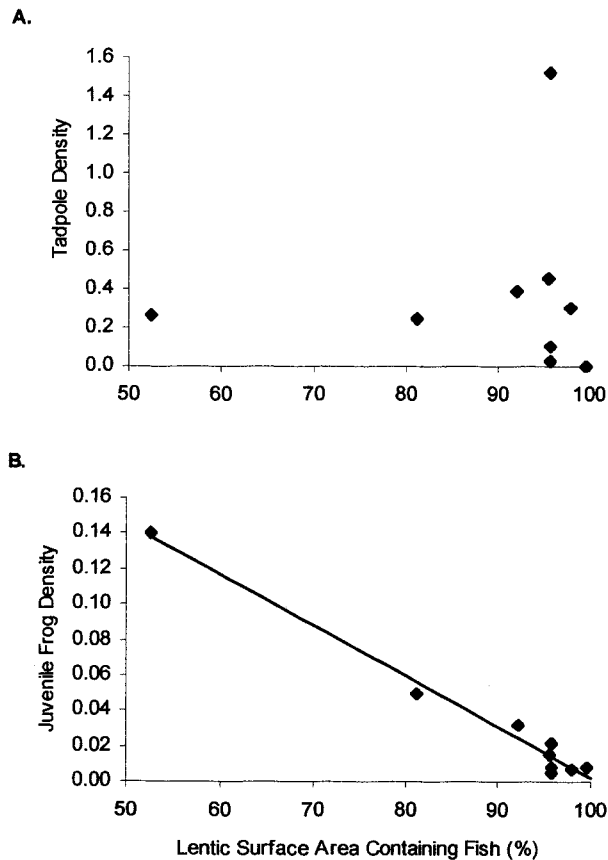 A.
Tadpole Density
1.6
1.4
1.2
1.0
0.8
0.6
0.4
0.2
0.0
50 60 70 80 90 100
B.
Juvenile Frog Density
0.16
0.14
0.12
0.10
0.08
0.06
0.04
0.02
0.00
50 60 70 80 90 100
Lentic Surface Area Containing Fish (%)